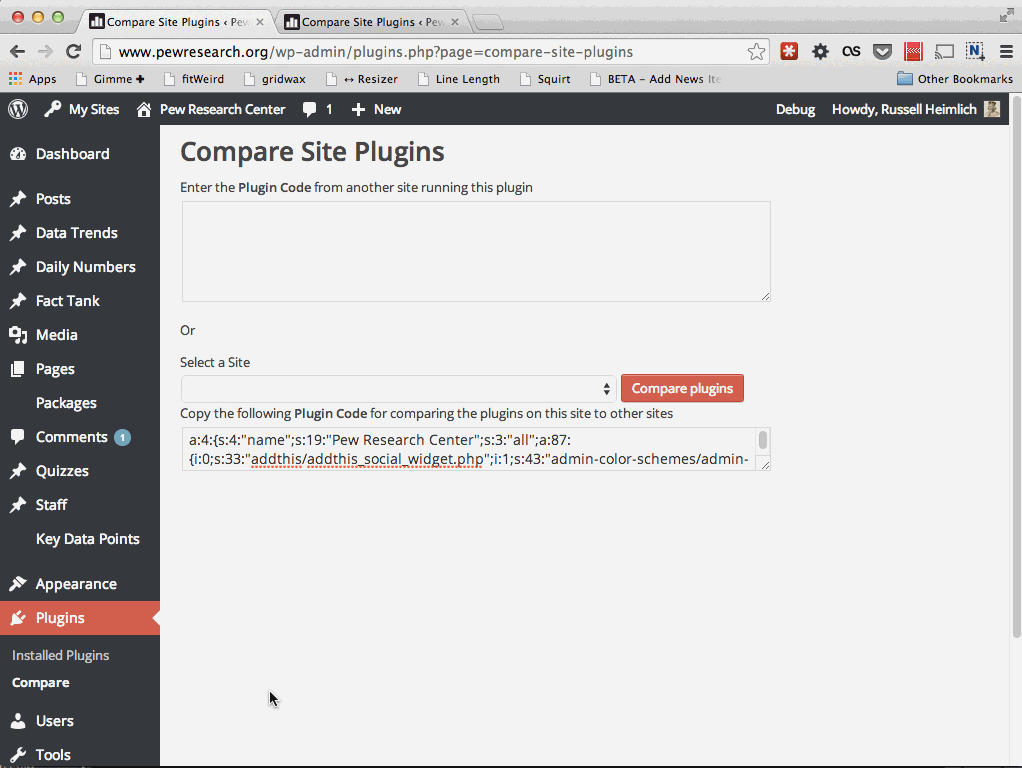 Compare Site Plugins ‹ Pew
Compare Site Plugins ‹ Pew
www.pewresearch.org/wp-admin/plugins.php?page=compare-site-plugins
Apps
Gimme ✚
fitWeird
gridwax
↔ Resizer
Line Length
Squirt
BETA – Add News Ite
Other Bookmarks
My Sites
Pew Research Center
1
New
Debug
Howdy, Russell Heimlich
Dashboard
Posts
Data Trends
Daily Numbers
Fact Tank
Media
Pages
Packages
Comments 1
Quizzes
Staff
Key Data Points
Appearance
Plugins
Installed Plugins
Compare
Users
Tools
Compare Site Plugins
Enter the Plugin Code from another site running this plugin
Or
Select a Site
Compare plugins
Copy the following Plugin Code for comparing the plugins on this site to other sites
a:4:{s:4:"name";s:19:"Pew Research Center";s:3:"all";a:87:
{i:0;s:33:"addthis/addthis_social_widget.php";i:1;s:43:"admin-color-schemes/admin-